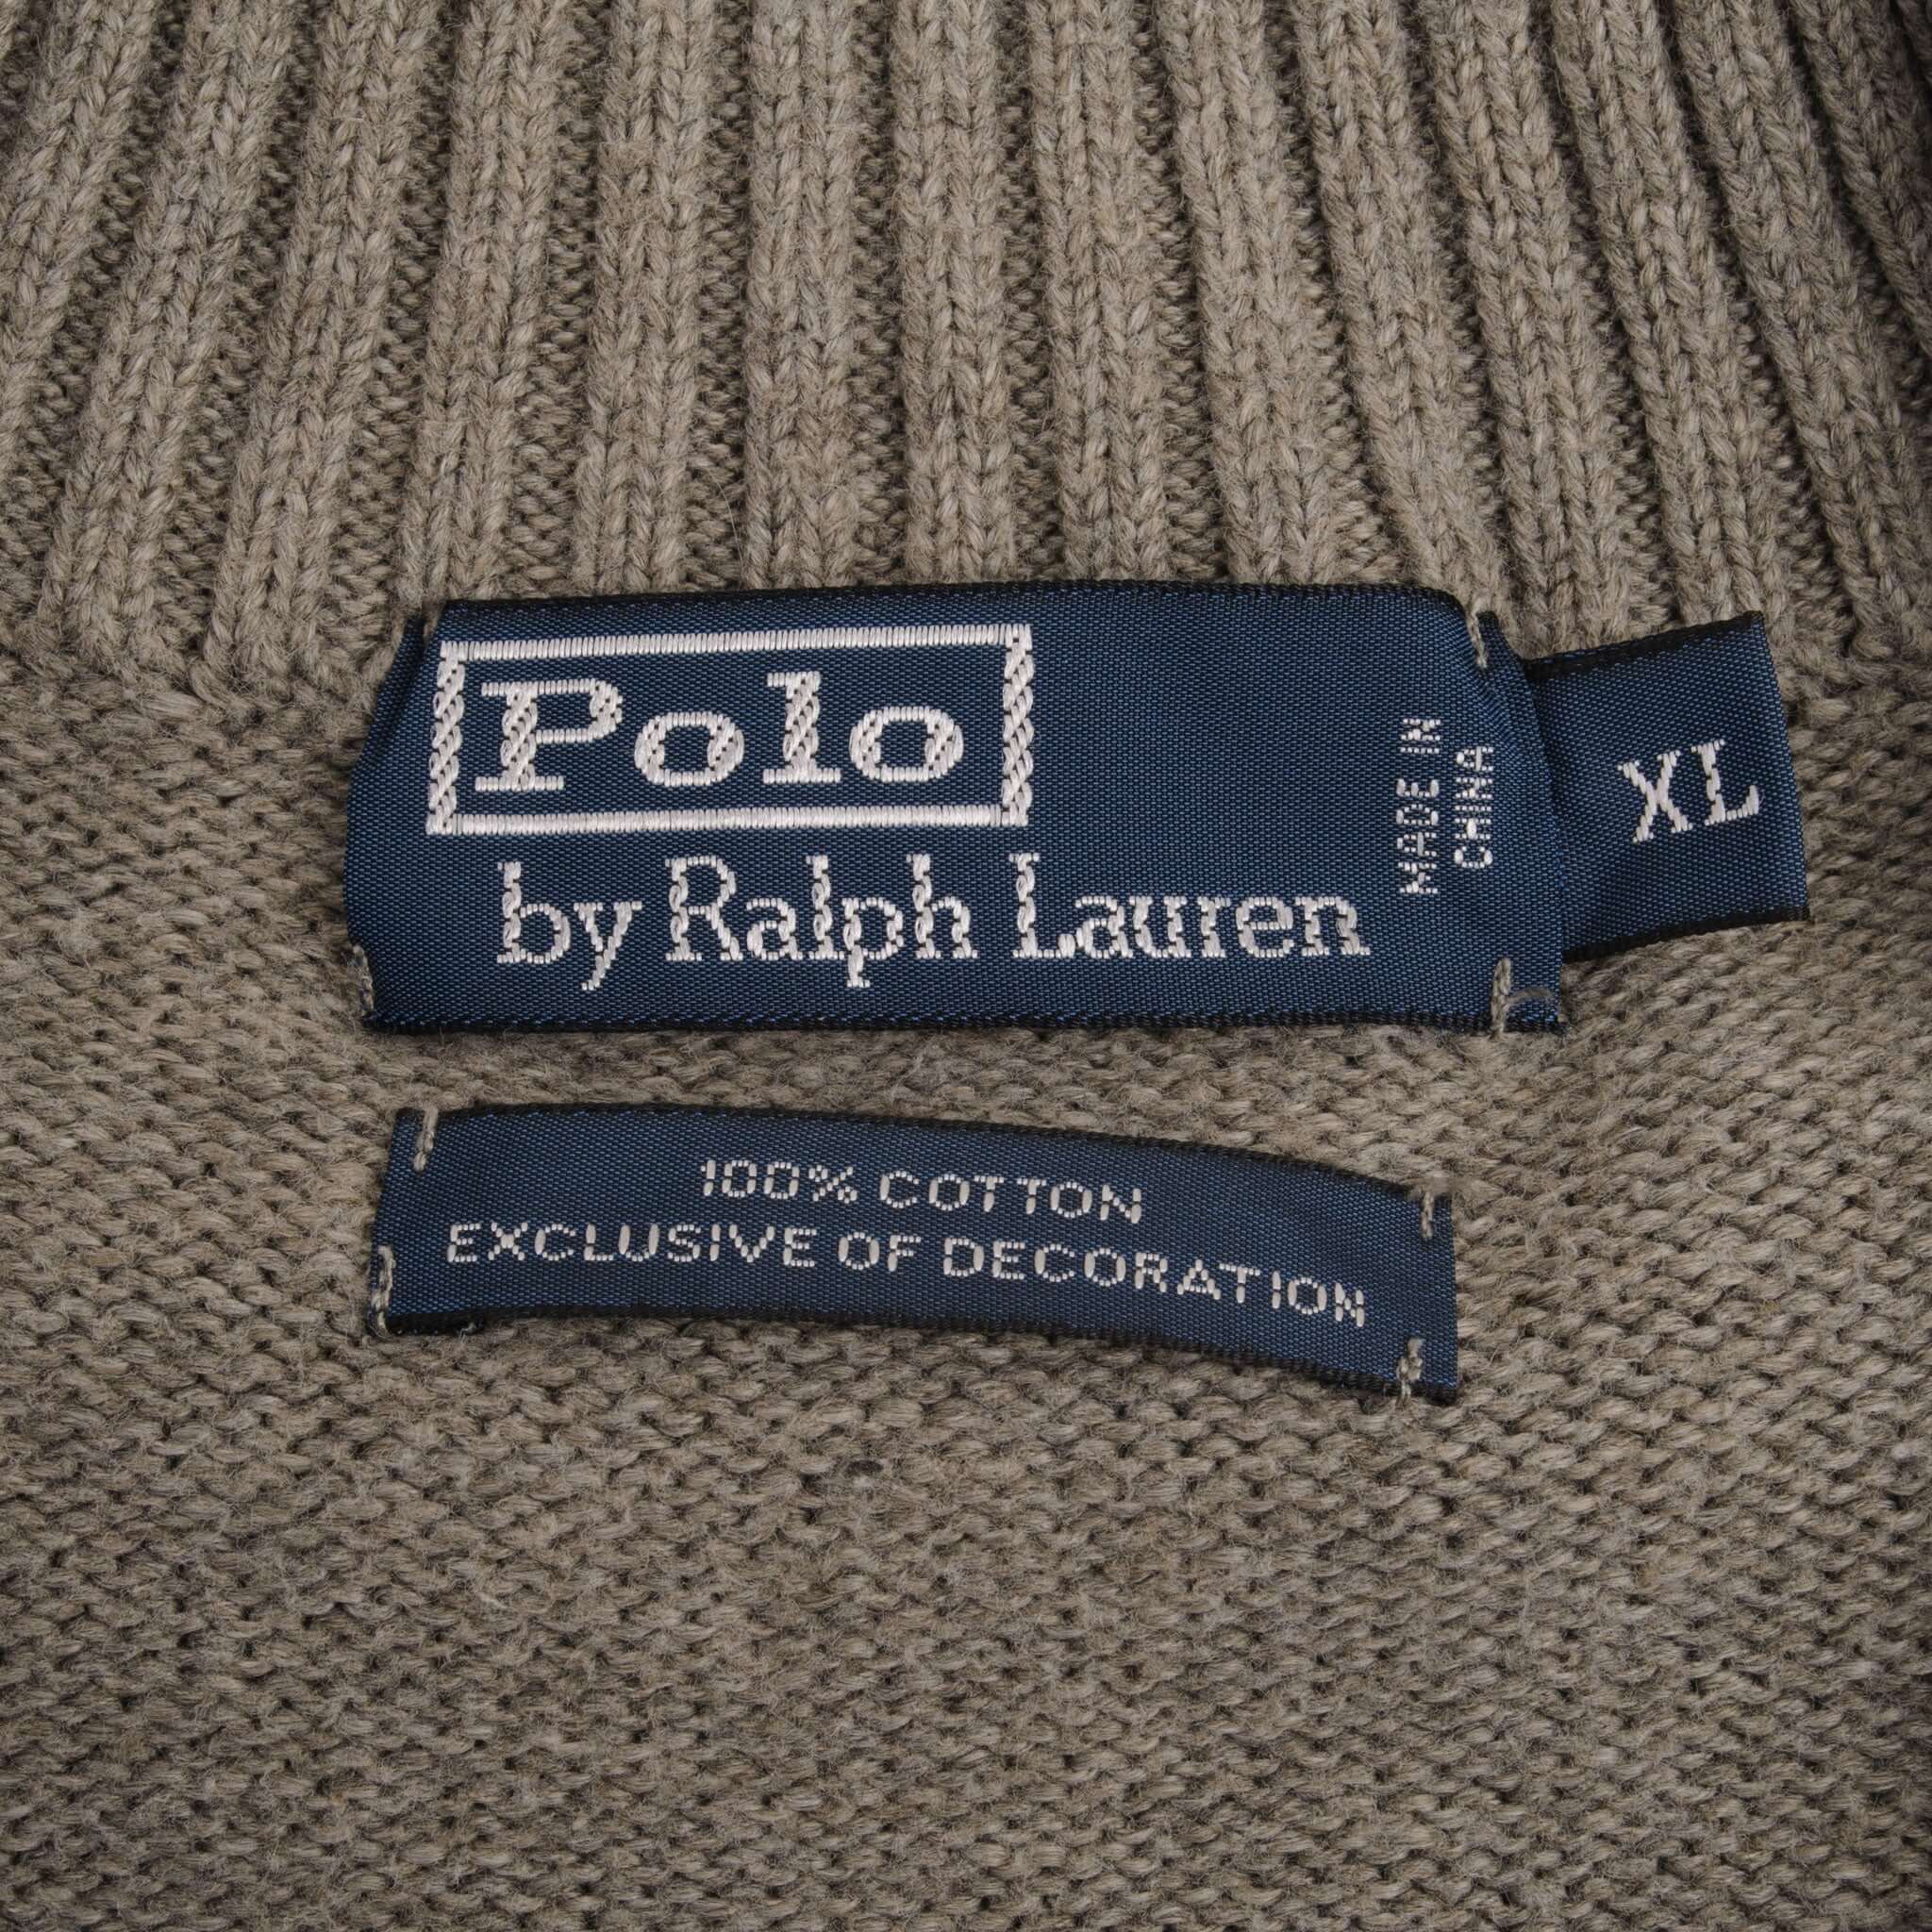 Polo
by Ralph Lauren
MADE IN
CHINA
XL
100% COTTON
EXCLUSIVE OF DECORATION